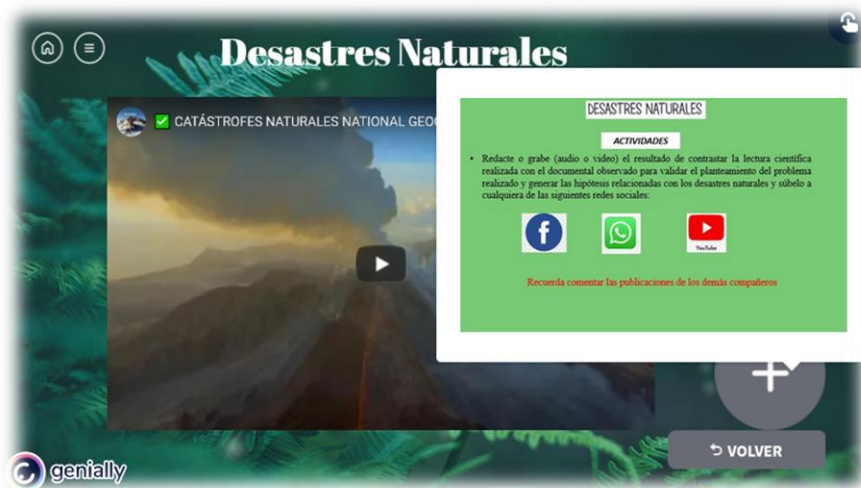 Desastres Naturales
✅ CATÁSTROFES NATURALES NATIONAL GEO
DESASTRES NATURALES
ACTIVIDADES
• Redacte o grabe (audio o video) el resultado de contrastar la lectura científica
realizada con el documental observado para validar el planteamiento del problema
realizado y generar las hipótesis relacionadas con los desastres naturales y súbelo a
cualquiera de las siguientes redes sociales:
f
YouTube
Recuerda comentar las publicaciones de los demás compañeros
VOLVER
genially